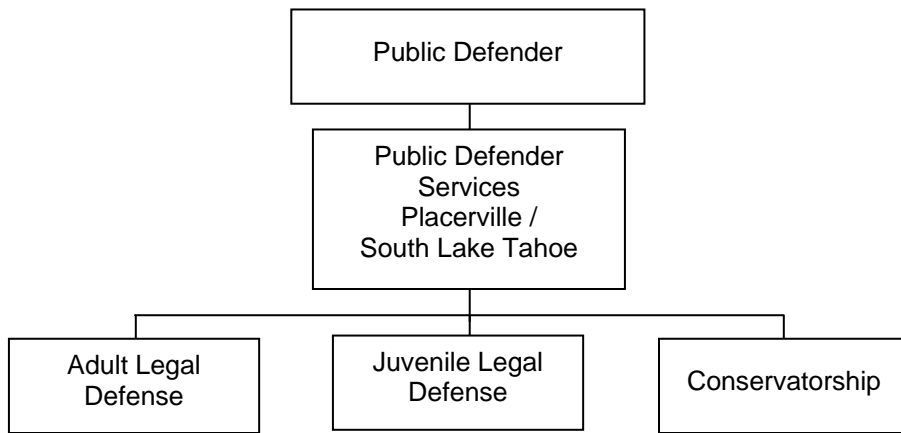 Public Defender
Public Defender
Services
Placerville /
South Lake Tahoe
Adult Legal
Defense
Juvenile Legal
Defense
Conservatorship